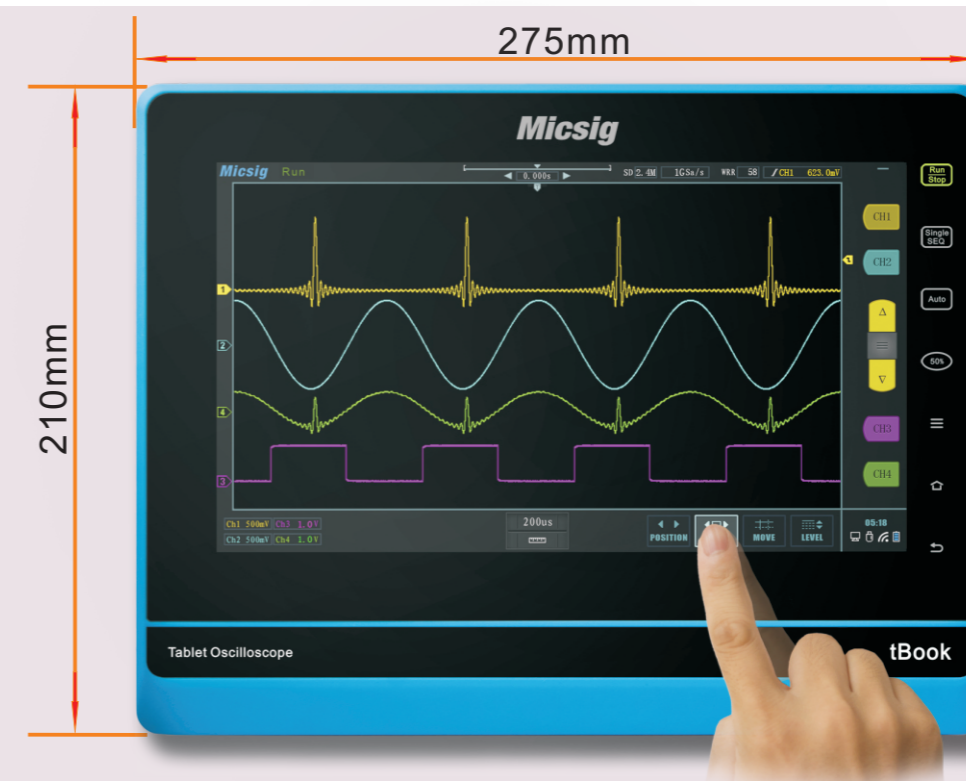 275mm
210mm
Micsig
Micsig Run
0.000s
SD 2.4M 1GSa/s WRR 58 CH1 623.0mV
Run
Stop
CH1
Single
SEQ
CH2
Auto
50%
1
2
4
3
1
CH3
CH4
Ch1 500mV Ch3 1.0V
Ch2 500mV Ch4 1.0V
200us
POSITION
MOVE
LEVEL
05:18
Tablet Oscilloscope
tBook